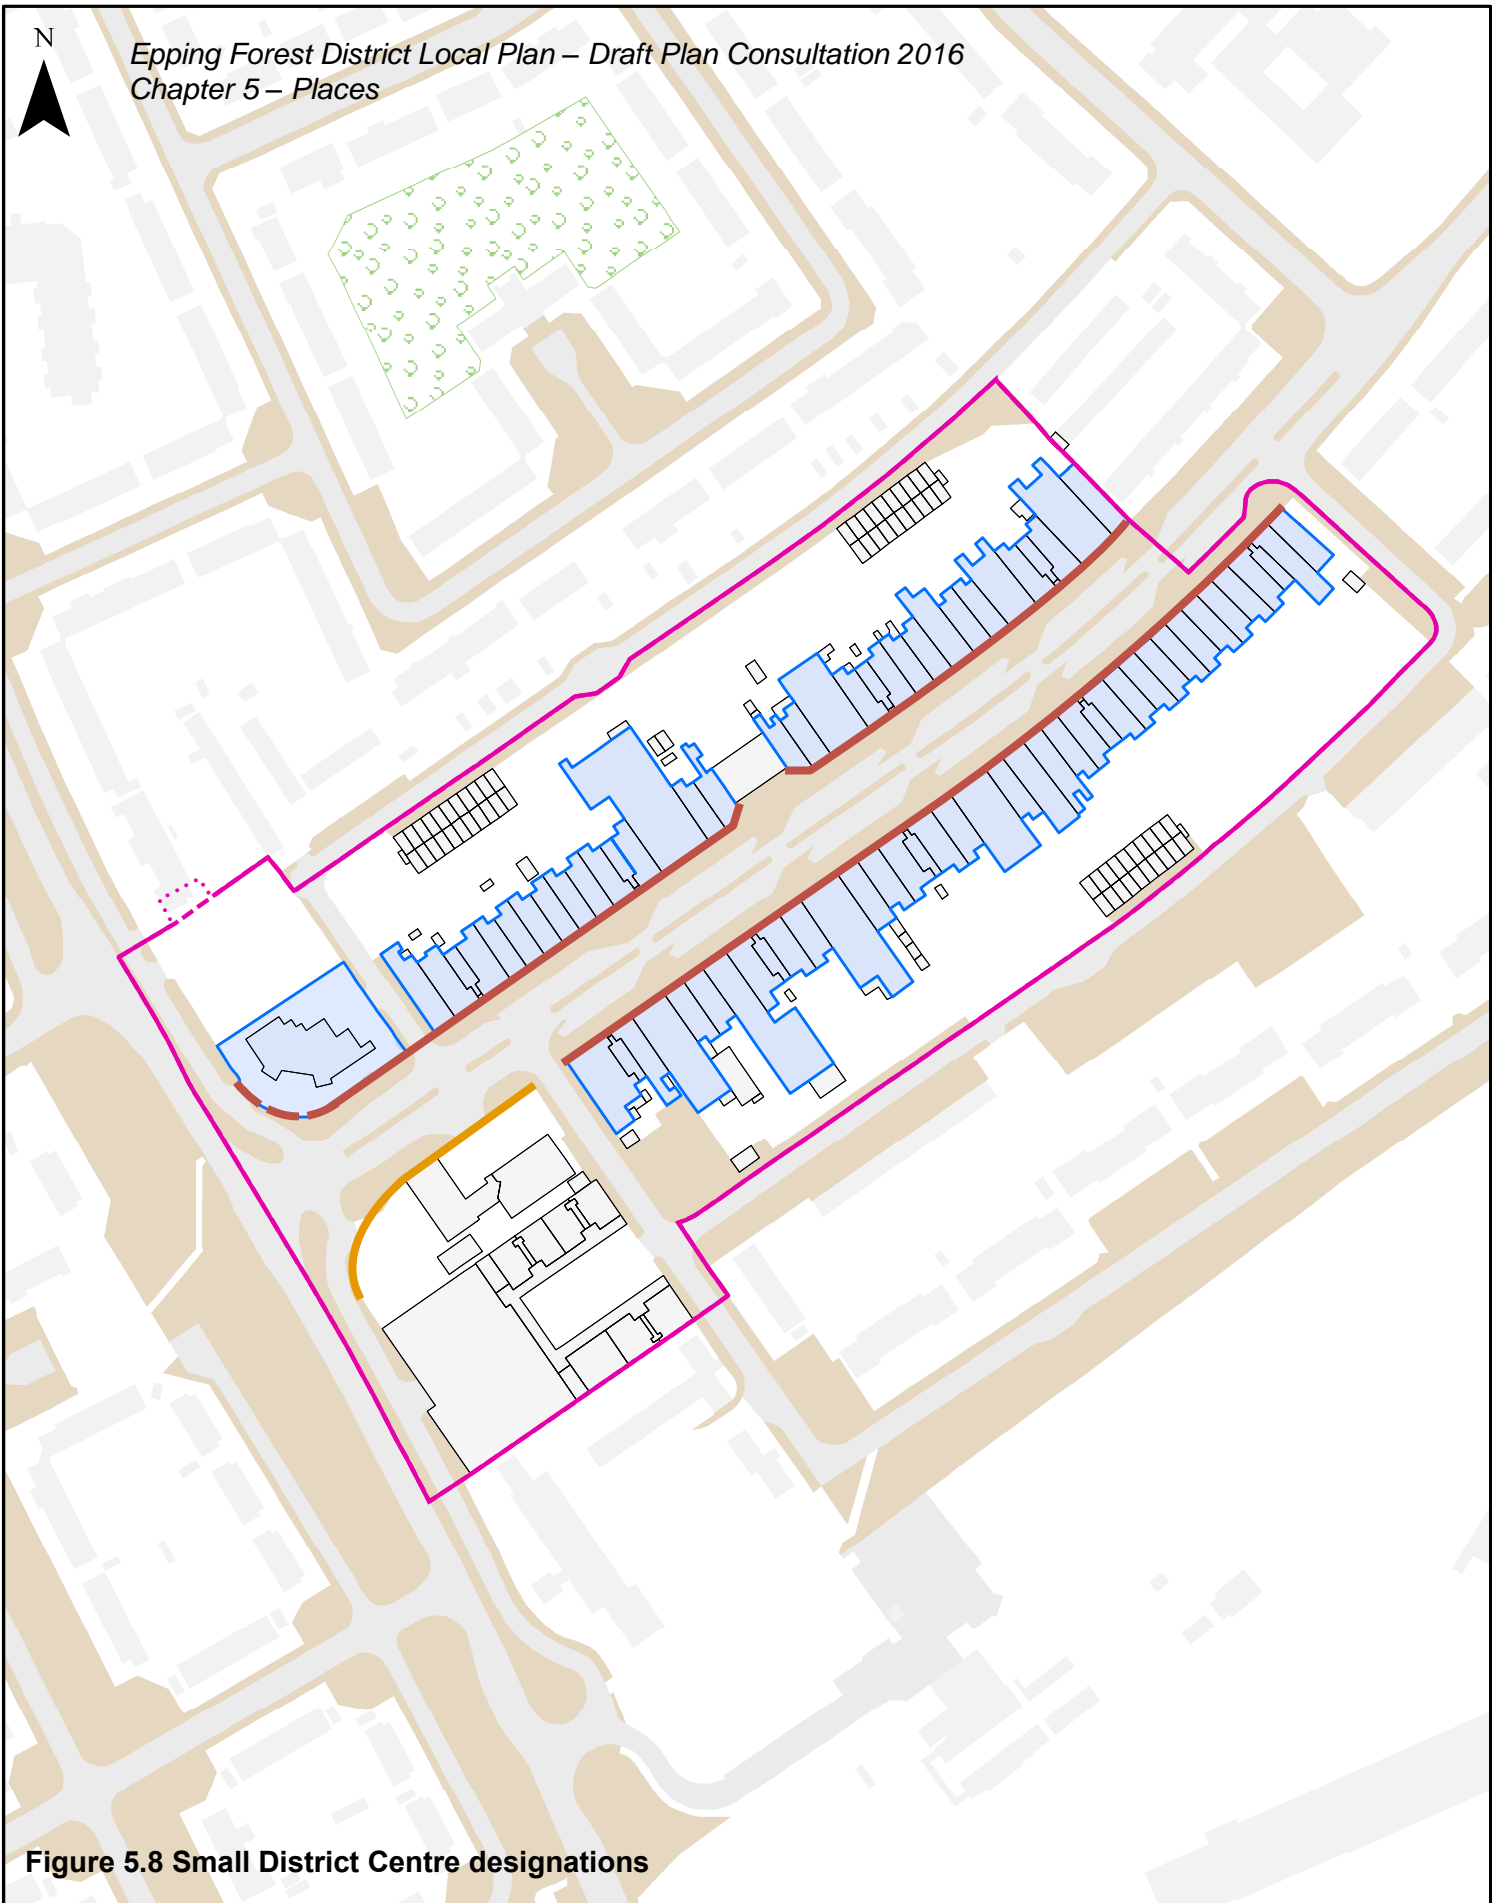 N
Epping Forest District Local Plan – Draft Plan Consultation 2016
Chapter 5 – Places
Figure 5.8 Small District Centre designations